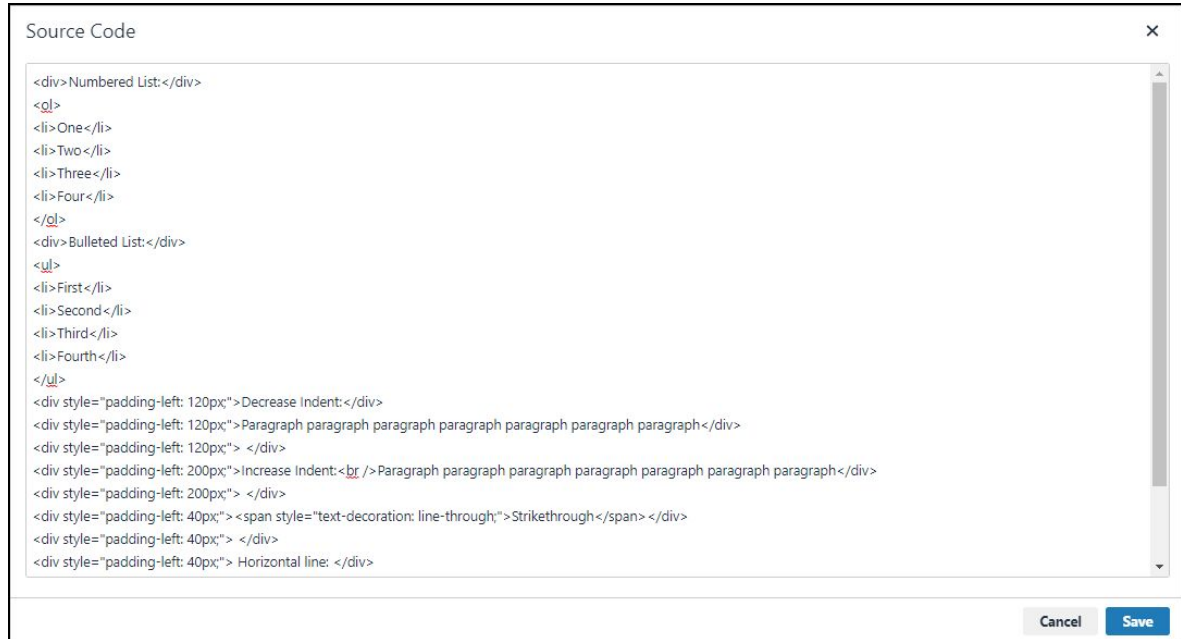 Source Code
<div>Numbered List:</div>
<ol>
<li>One</li>
<li>Two</li>
<li>Three</li>
<li>Four</li>
</ol>
<div>Bulleted List:</div>
<ul>
<li>First</li>
<li>Second</li>
<li>Third</li>
<li>Fourth</li>
</ul>
<div style="padding-left: 120px;">Decrease Indent:</div>
<div style="padding-left: 120px;">Paragraph paragraph paragraph paragraph paragraph paragraph paragraph</div>
<div style="padding-left: 120px;"> </div>
<div style="padding-left: 200px;">Increase Indent:<br />Paragraph paragraph paragraph paragraph paragraph paragraph paragraph</div>
<div style="padding-left: 200px;"> </div>
<div style="padding-left: 40px;"><span style="text-decoration: line-through;">Strikethrough</span></div>
<div style="padding-left: 40px;"> </div>
<div style="padding-left: 40px;"> Horizontal line: </div>
Cancel Save